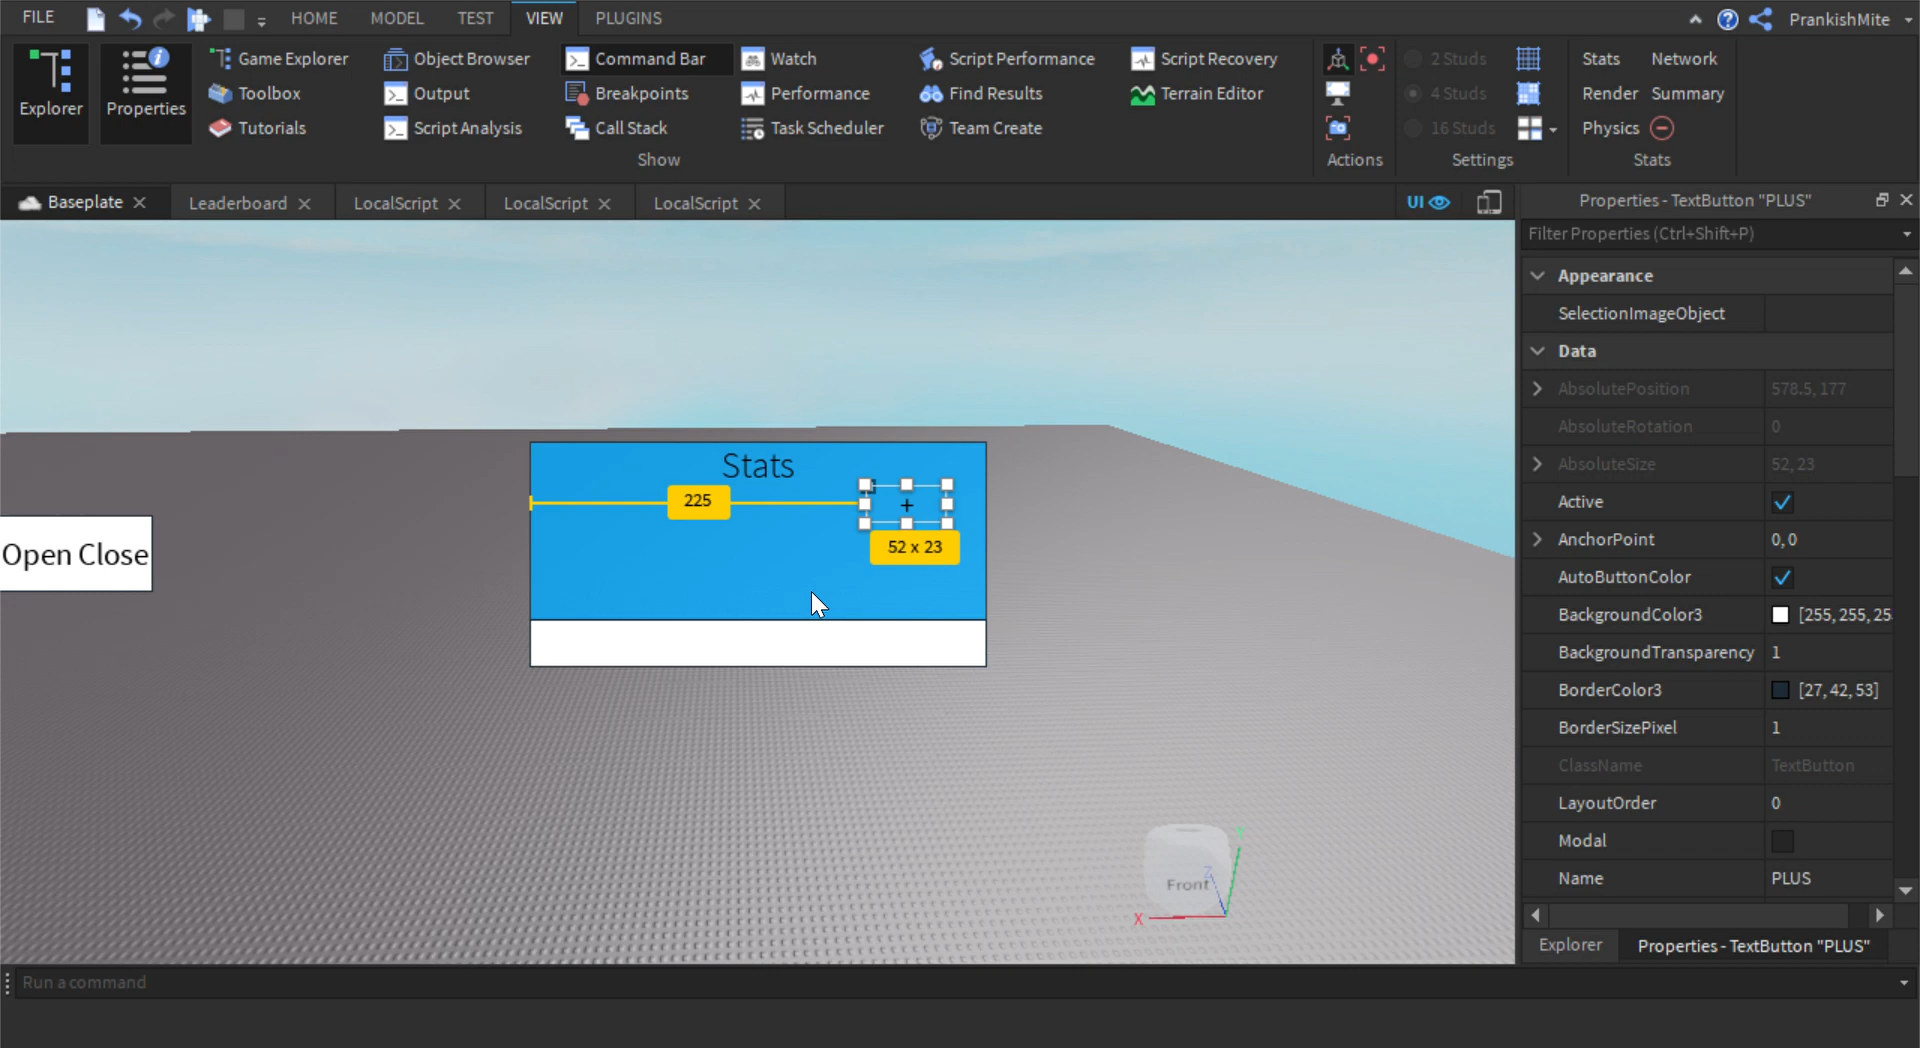 FILE HOME MODEL TEST VIEW PLUGINS PrankishMite
Explorer
Properties
Game Explorer Object Browser Command Bar Watch Script Performance Script Recovery 2 Studs Stats Network
Toolbox Output Breakpoints Performance Find Results Terrain Editor 4 Studs Render Summary
Tutorials Script Analysis Call Stack Task Scheduler Team Create 16 Studs Physics
Show Actions Settings Stats
Baseplate Leaderboard LocalScript LocalScript LocalScript UI
Properties - TextButton "PLUS"
Filter Properties (Ctrl+Shift+P)
Appearance
SelectionImageObject
Data
AbsolutePosition 578.5, 177
AbsoluteRotation 0
AbsoluteSize 52, 23
Active
AnchorPoint 0, 0
AutoButtonColor
BackgroundColor3 [255, 255, 25
BackgroundTransparency 1
BorderColor3 [27, 42, 53]
BorderSizePixel 1
ClassName TextButton
LayoutOrder 0
Modal
Name PLUS
Explorer Properties - TextButton "PLUS"
Stats
225
+
52 x 23
Open Close
Front
X
Z
Y
Run a command